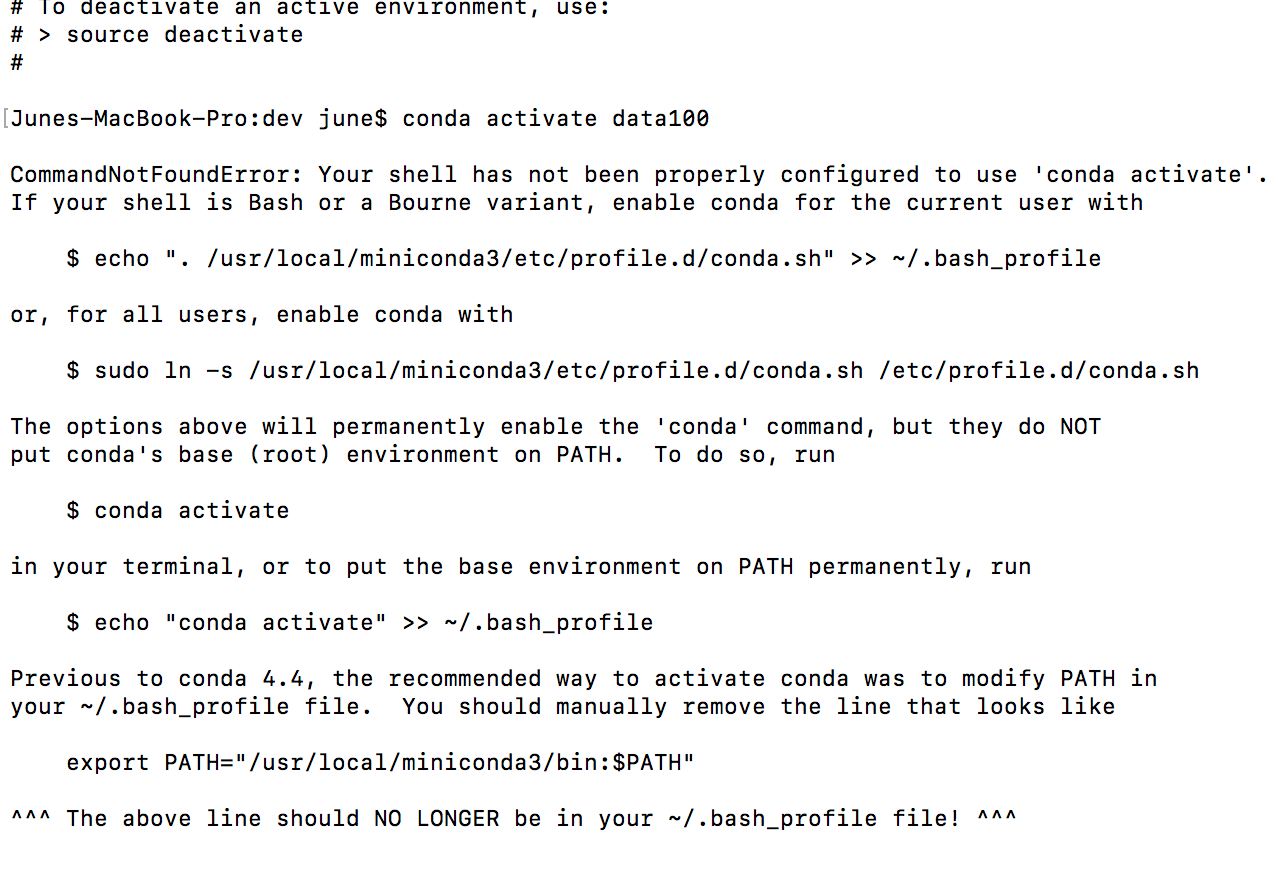 # To deactivate an active environment, use:
# > source deactivate
#
[Junes-MacBook-Pro:dev june$ conda activate data100
CommandNotFoundError: Your shell has not been properly configured to use 'conda activate'.
If your shell is Bash or a Bourne variant, enable conda for the current user with
$ echo ". /usr/local/miniconda3/etc/profile.d/conda.sh" >> ~/.bash_profile
or, for all users, enable conda with
$ sudo ln -s /usr/local/miniconda3/etc/profile.d/conda.sh /etc/profile.d/conda.sh
The options above will permanently enable the 'conda' command, but they do NOT
put conda's base (root) environment on PATH.  To do so, run
$ conda activate
in your terminal, or to put the base environment on PATH permanently, run
$ echo "conda activate" >> ~/.bash_profile
Previous to conda 4.4, the recommended way to activate conda was to modify PATH in
your ~/.bash_profile file.  You should manually remove the line that looks like
export PATH="/usr/local/miniconda3/bin:$PATH"
^^^ The above line should NO LONGER be in your ~/.bash_profile file! ^^^